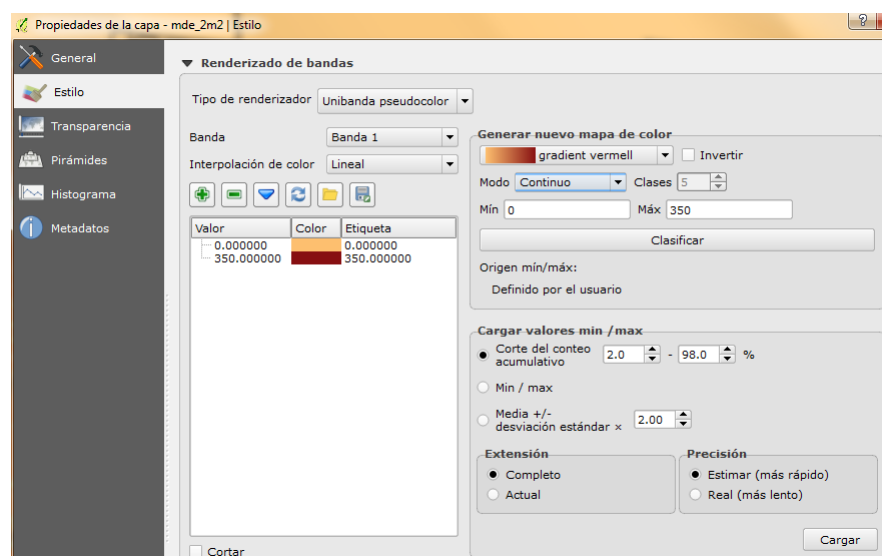 Propiedades de la capa - mde_2m2 | Estilo
?
General
Estilo
Transparencia
Pirámides
Histograma
Metadatos
Renderizado de bandas
Tipo de renderizador Unibanda pseudocolor
Banda Banda 1
Interpolación de color Lineal
Valor Color Etiqueta
0.000000 0.000000
350.000000 350.000000
Cortar
Generar nuevo mapa de color
gradient vermell Invertir
Modo Continuo Clases 5
Mín 0 Máx 350
Clasificar
Origen mín/máx:
Definido por el usuario
Cargar valores min /max
Corte del conteo
acumulativo 2.0 - 98.0 %
Min / max
Media +/-
desviación estándar × 2.00
Extensión
Completo
Actual
Precisión
Estimar (más rápido)
Real (más lento)
Cargar